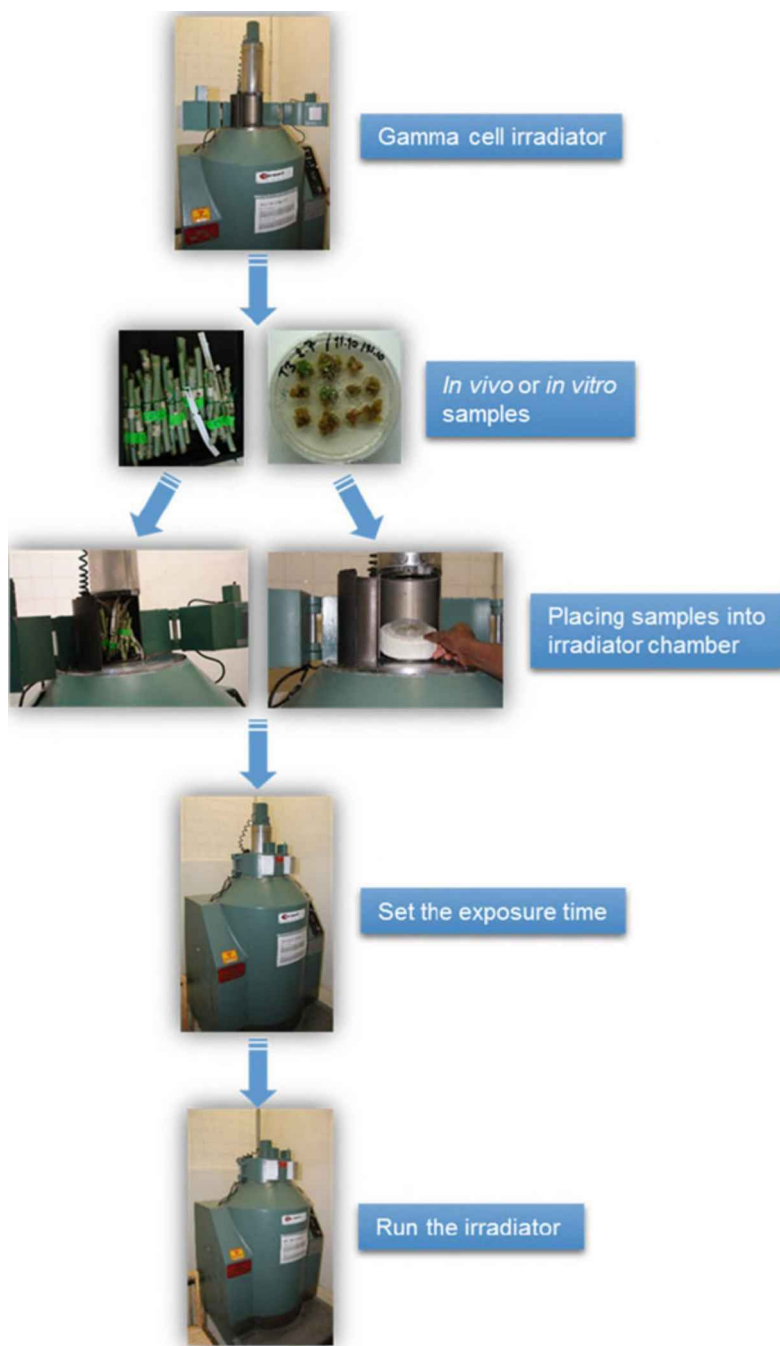 Gamma cell irradiator
In vivo or in vitro
samples
Placing samples into
irradiator chamber
Set the exposure time
Run the irradiator